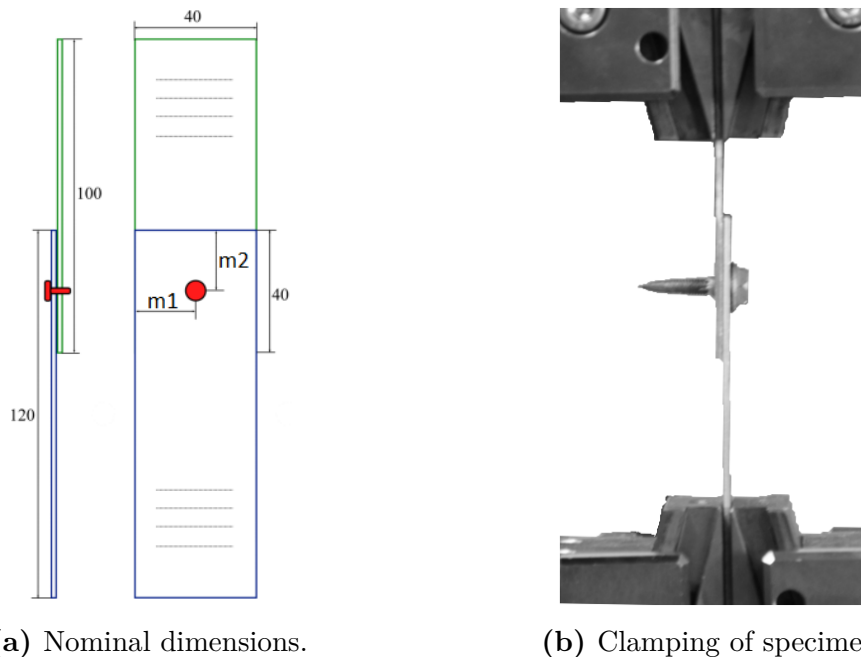 40
100
m2
m1
40
120
(a) Nominal dimensions.
(b) Clamping of specime